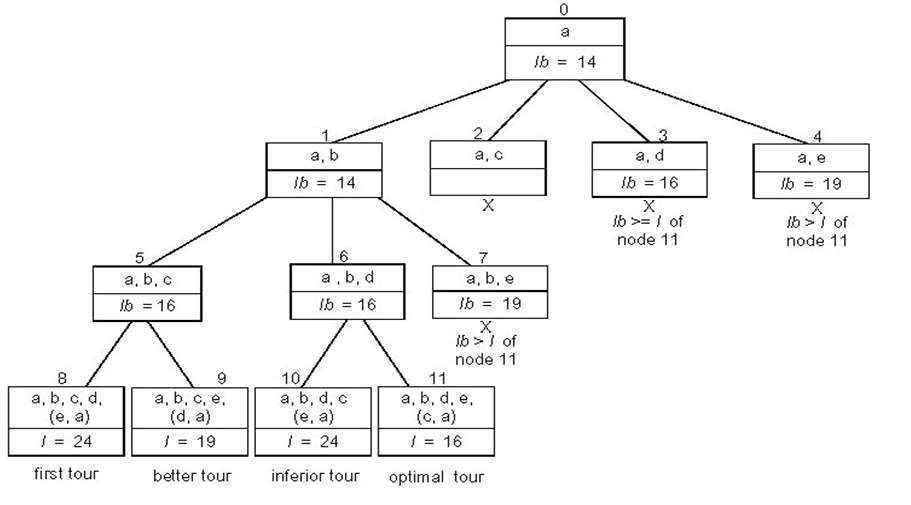 0
a
lb = 14
1
a, b
lb = 14
2
a, c
X
3
a, d
lb = 16
X
lb >= l of
node 11
4
a, e
lb = 19
X
lb > l of
node 11
5
a, b, c
lb = 16
6
a , b, d
lb = 16
7
a, b, e
lb = 19
X
lb > l of
node 11
8
a, b, c, d,
(e, a)
l = 24
first tour
9
a, b, c, e,
(d, a)
l = 19
better tour
10
a, b, d, c
(e, a)
l = 24
inferior tour
11
a, b, d, e,
(c, a)
l = 16
optimal tour